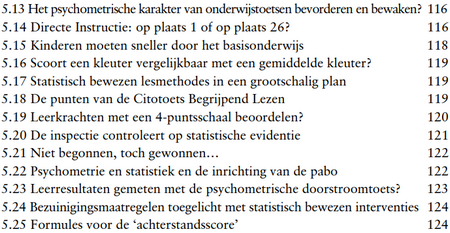 5.13 Het psychometrische karakter van onderwijstoetsen bevorderen en bewaken? 116
5.14 Directe Instructie: op plaats 1 of op plaats 26? 116
5.15 Kinderen moeten sneller door het basisonderwijs 118
5.16 Scoort een kleuter vergelijkbaar met een gemiddelde kleuter? 119
5.17 Statistisch bewezen lesmethodes in een grootschalig plan 119
5.18 De punten van de Citotoets Begrijpend Lezen 119
5.19 Leerkrachten met een 4-puntsschaal beoordelen? 120
5.20 De inspectie controleert op statistische evidentie 121
5.21 Niet begonnen, toch gewonnen… 122
5.22 Psychometrie en statistiek en de inrichting van de pabo 122
5.23 Leerresultaten gemeten met de psychometrische doorstroomtoets? 123
5.24 Bezuinigingsmaatregelen toegelicht met statistisch bewezen interventies 124
5.25 Formules voor de ‘achterstandsscore’ 124